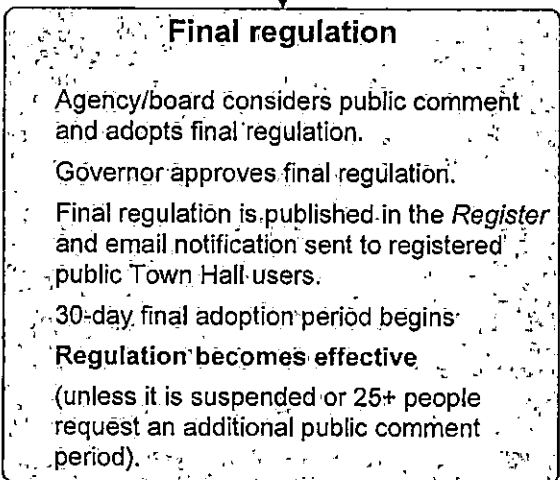 Final regulation
Agency/board considers public comment
and adopts final regulation.
Governor approves final regulation.
Final regulation is published in the Register
and email notification sent to registered
public Town Hall users.
30-day final adoption period begins
Regulation becomes effective
(unless it is suspended or 25+ people
request an additional public comment
period).